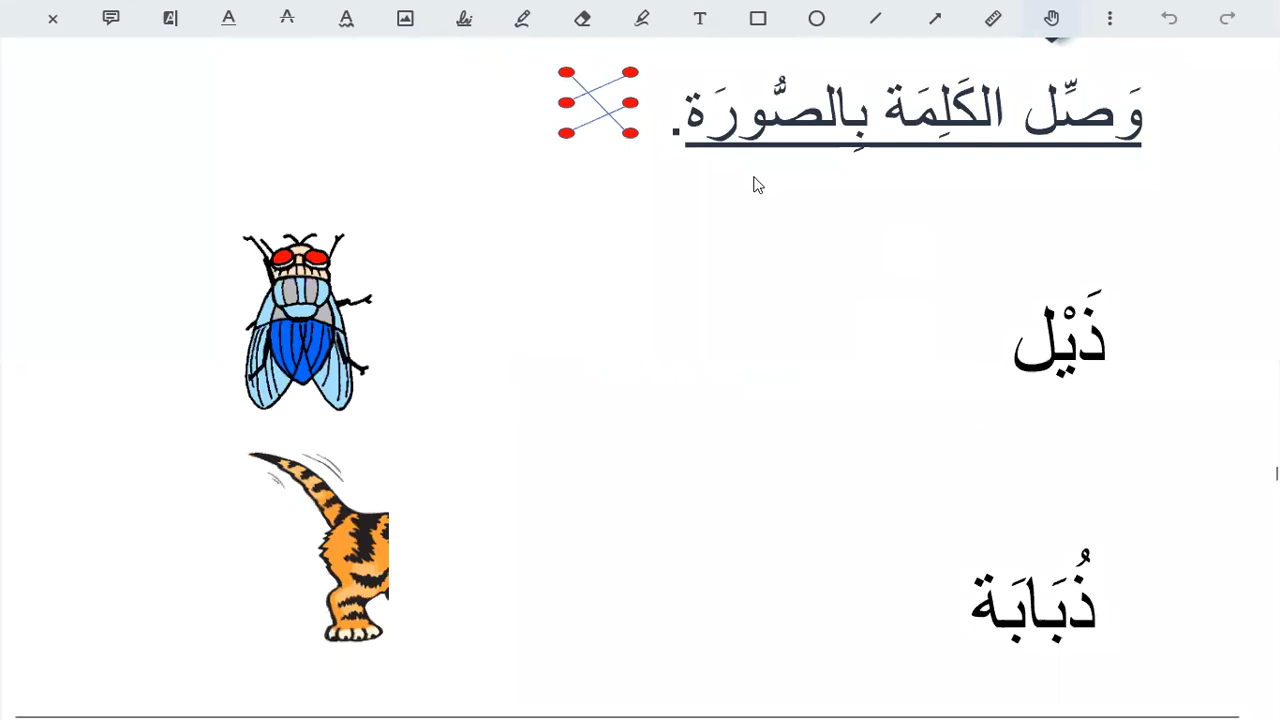 وَصِّل الكَلِمَة بِالصُّورَة.
ذَيْل
ذُبَابَة